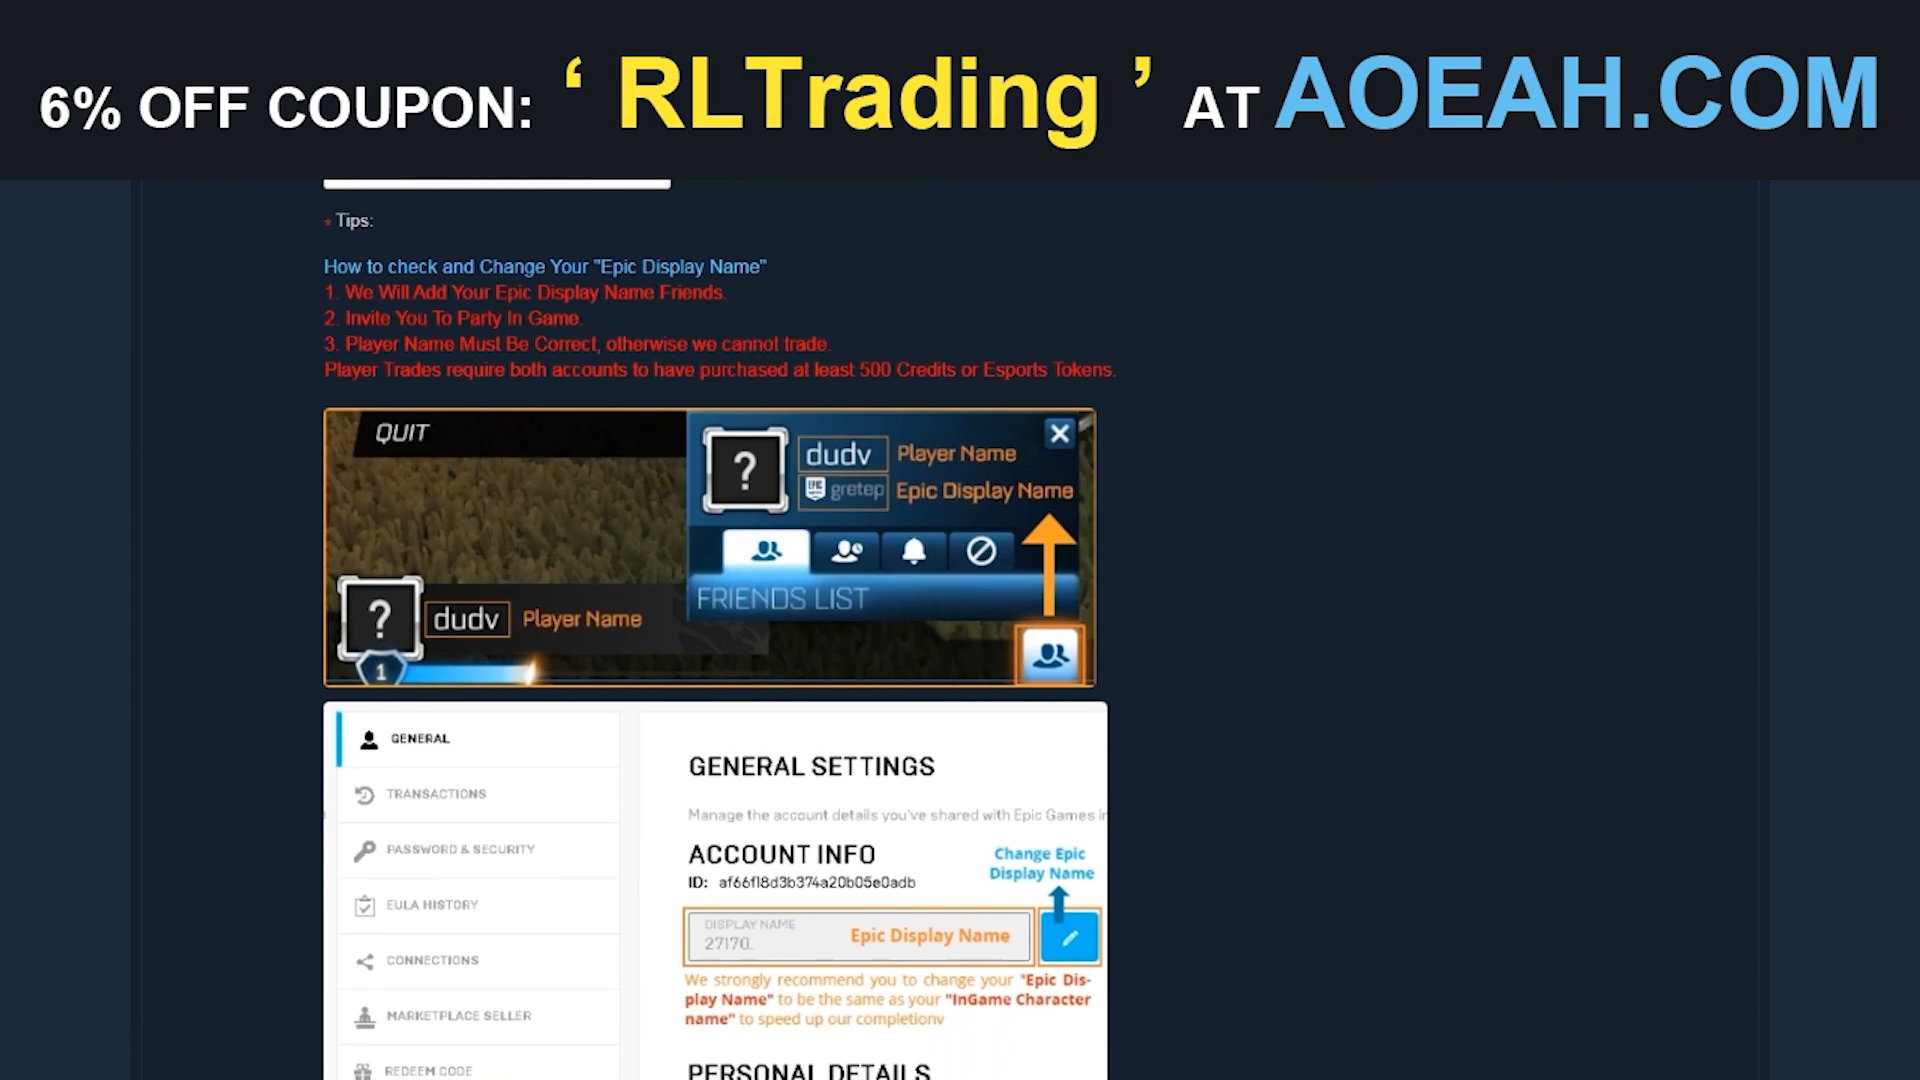 6% OFF COUPON: ‘ RLTrading ’ AT AOEAH.COM
* Tips:
How to check and Change Your "Epic Display Name"
1. We Will Add Your Epic Display Name Friends.
2. Invite You To Party In Game.
3. Player Name Must Be Correct, otherwise we cannot trade.
Player Trades require both accounts to have purchased at least 500 Credits or Esports Tokens.
QUIT
?
dudv Player Name
EPIC gretep Epic Display Name
FRIENDS LIST
?
dudv Player Name
1
GENERAL
TRANSACTIONS
PASSWORD & SECURITY
EULA HISTORY
CONNECTIONS
MARKETPLACE SELLER
REDEEM CODE
GENERAL SETTINGS
Manage the account details you've shared with Epic Games in
ACCOUNT INFO
ID: af66f18d3b374a20b05e0adb
Change Epic
Display Name
DISPLAY NAME
27170.
Epic Display Name
We strongly recommend you to change your "Epic Dis-
play Name" to be the same as your "InGame Character
name" to speed up our completionv
PERSONAL DETAILS